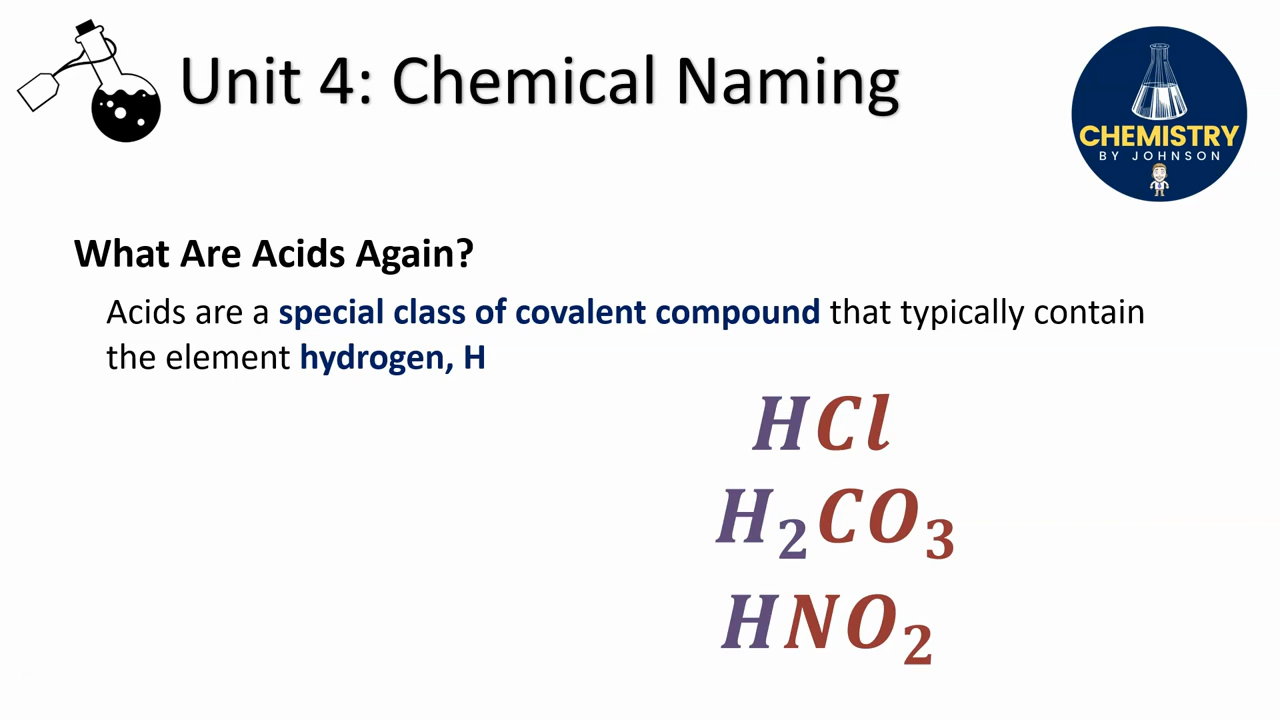 Unit 4: Chemical Naming
CHEMISTRY
BY JOHNSON
What Are Acids Again?
Acids are a special class of covalent compound that typically contain
the element hydrogen, H
HCl
H₂CO₃
HNO₂